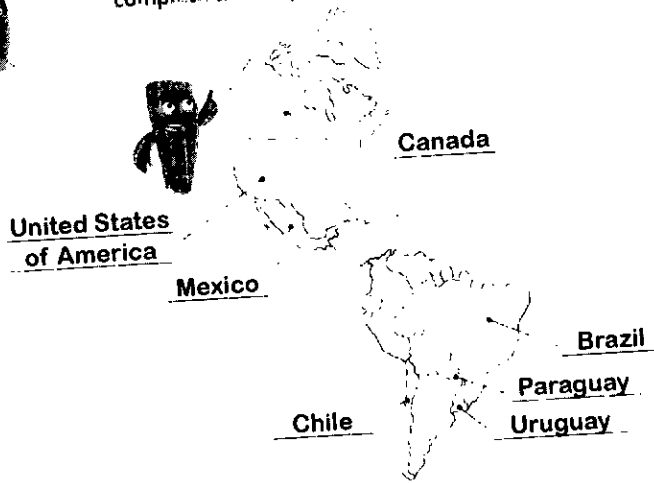 Canada
United States
of America
Mexico
Brazil
Paraguay
Chile
Uruguay